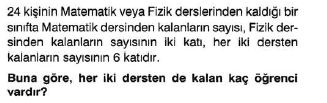 24 kişinin Matematik veya Fizik derslerinden kaldığı bir
sınıfta Matematik dersinden kalanların sayısı, Fizik der-
sinden kalanların sayısının iki katı, her iki dersten
kalanların sayısının 6 katıdır.
Buna göre, her iki dersten de kalan kaç öğrenci
vardır?